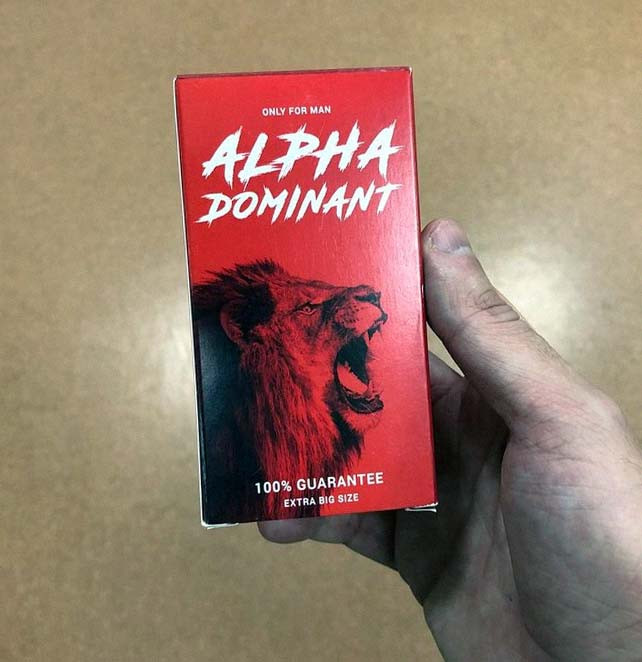 ONLY FOR MAN
ALPHA
DOMINANT
100% GUARANTEE
EXTRA BIG SIZE